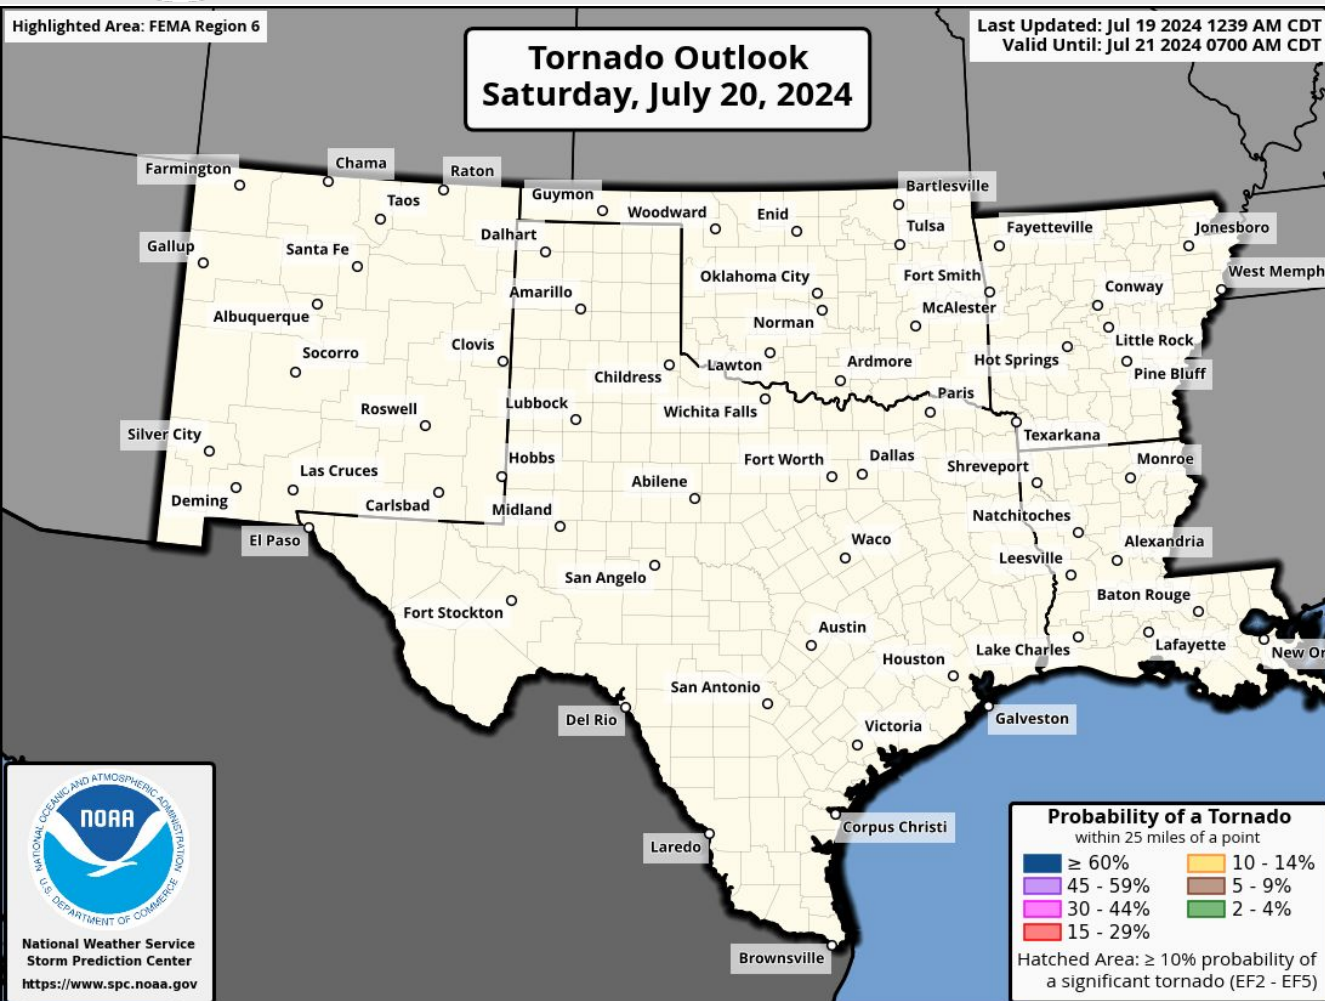 Highlighted Area: FEMA Region 6
Last Updated: Jul 19 2024 1239 AM CDT
Valid Until: Jul 21 2024 0700 AM CDT
Tornado Outlook
Saturday, July 20, 2024
Farmington
Chama
Raton
Taos
Guymon
Woodward
Enid
Bartlesville
Tulsa
Fayetteville
Jonesboro
Gallup
Santa Fe
Dalhart
Oklahoma City
Fort Smith
West Memph
Albuquerque
Amarillo
Norman
McAlester
Conway
Little Rock
Socorro
Clovis
Childress
Lawton
Ardmore
Hot Springs
Pine Bluff
Roswell
Lubbock
Wichita Falls
Paris
Texarkana
Silver City
Las Cruces
Hobbs
Abilene
Fort Worth
Dallas
Shreveport
Monroe
Deming
Carlsbad
Midland
Natchitoches
El Paso
San Angelo
Waco
Leesville
Alexandria
Fort Stockton
Baton Rouge
Austin
Houston
Lake Charles
Lafayette
New Or
San Antonio
Del Rio
Galveston
Victoria
Corpus Christi
Laredo
Brownsville
NATIONAL OCEANIC AND ATMOSPHERIC ADMINISTRATION
NOAA
U.S. DEPARTMENT OF COMMERCE
National Weather Service
Storm Prediction Center
https://www.spc.noaa.gov
Probability of a Tornado
within 25 miles of a point
≥ 60%
45 - 59%
30 - 44%
15 - 29%
10 - 14%
5 - 9%
2 - 4%
Hatched Area: ≥ 10% probability of
a significant tornado (EF2 - EF5)